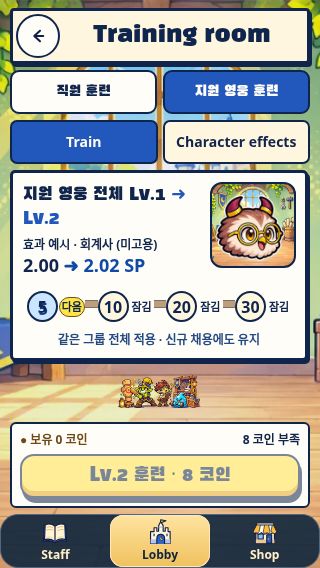 Training room
직원 훈련
지원 영웅 훈련
Train
Character effects
지원 영웅 전체 Lv.1 →
Lv.2
효과 예시 · 회계사 (미고용)
2.00 → 2.02 SP
5 다음 10 잠김 20 잠김 30 잠김
같은 그룹 전체 적용 · 신규 채용에도 유지
● 보유 0 코인
8 코인 부족
Lv.2 훈련 · 8 코인
Staff
Lobby
Shop